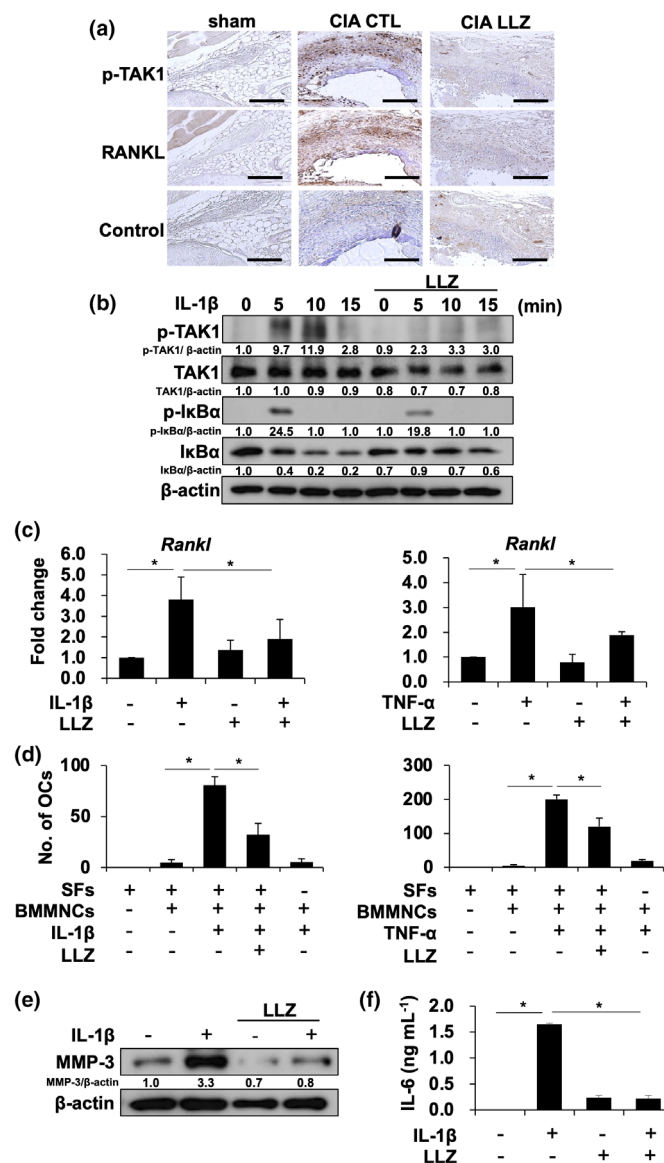 (a)
sham CIA CTL CIA LLZ
p-TAK1
RANKL
Control
(b)
LLZ
IL-1β 0 5 10 15 0 5 10 15 (min)
p-TAK1
p-TAK1/ β-actin 1.0 9.7 11.9 2.8 0.9 2.3 3.3 3.0
TAK1
TAK1/β-actin 1.0 1.0 0.9 0.9 0.8 0.7 0.7 0.8
p-IκBα
p-IκBα/β-actin 1.0 24.5 1.0 1.0 1.0 19.8 1.0 1.0
IκBα
IκBα/β-actin 1.0 0.4 0.2 0.2 0.7 0.9 0.7 0.6
β-actin
(c)
Rankl
Fold change
6.0
5.0
4.0
3.0
2.0
1.0
0.0
* *
IL-1β - + - +
LLZ - - + +
Rankl
5.0
4.0
3.0
2.0
1.0
0.0
* *
TNF-α - + - +
LLZ - - + +
(d)
No. of OCs
100
50
0
* *
SFs + + + + -
BMMNCs - + + + +
IL-1β - - + + +
LLZ - - - + -
300
200
100
0
* *
SFs + + + + -
BMMNCs - + + + +
TNF-α - - + + +
LLZ - - - + -
(e)
LLZ
IL-1β - + - +
MMP-3
MMP-3/β-actin 1.0 3.3 0.7 0.8
β-actin
(f)
IL-6 (ng mL-1)
2.0
1.5
1.0
0.5
0.0
* *
IL-1β - + - +
LLZ - - + +